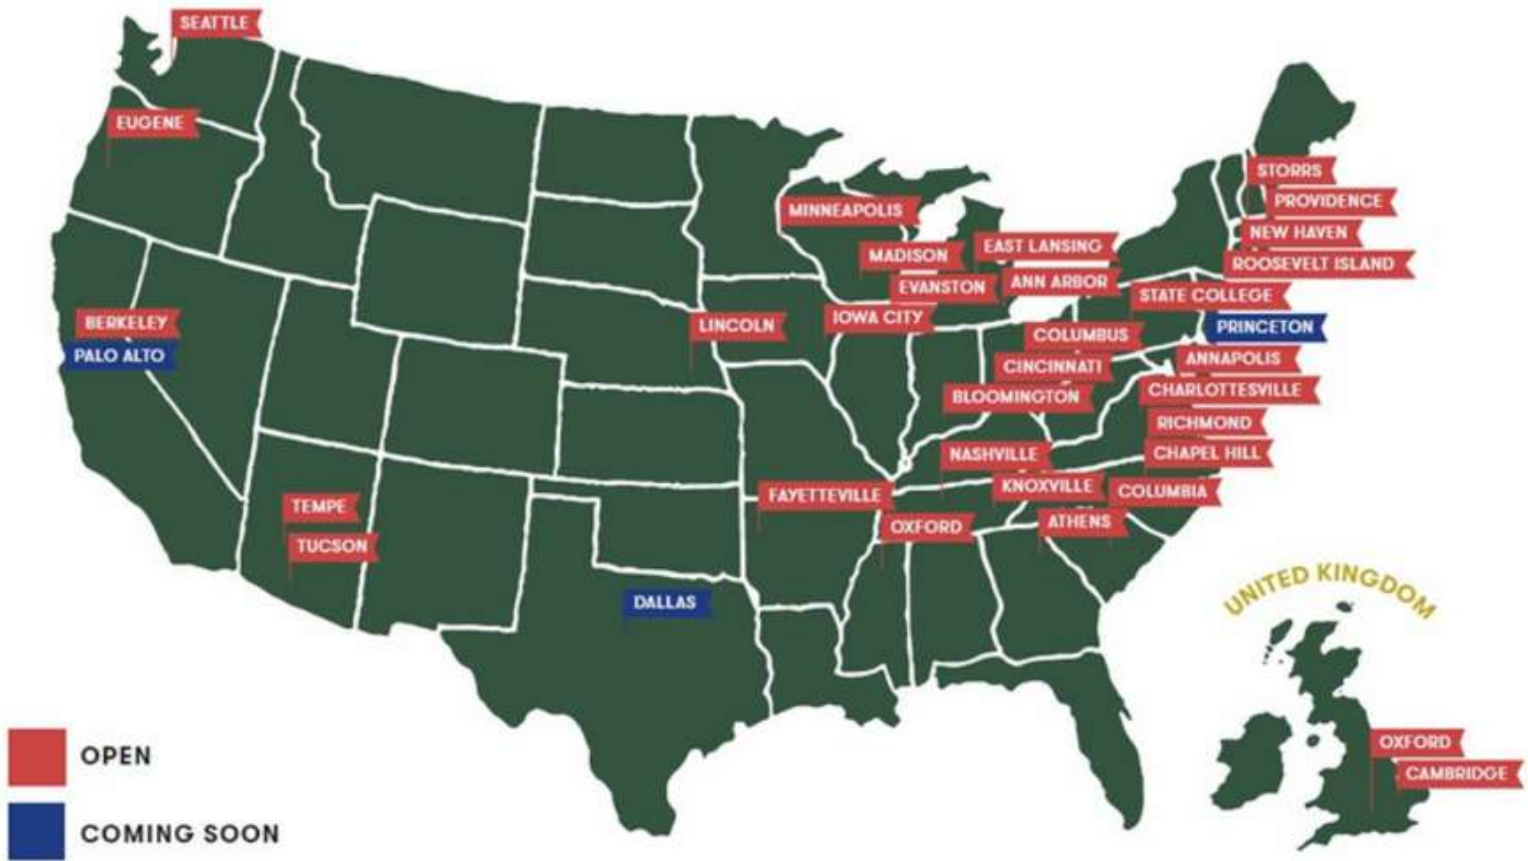 SEATTLE
EUGENE
STORRS
PROVIDENCE
MINNEAPOLIS
NEW HAVEN
MADISON
EAST LANSING
ROOSEVELT ISLAND
EVANSTON
ANN ARBOR
STATE COLLEGE
BERKELEY
LINCOLN
IOWA CITY
COLUMBUS
PRINCETON
PALO ALTO
CINCINNATI
ANNAPOLIS
BLOOMINGTON
CHARLOTTESVILLE
RICHMOND
NASHVILLE
CHAPEL HILL
FAYETTEVILLE
KNOXVILLE
COLUMBIA
TEMPE
OXFORD
ATHENS
TUCSON
DALLAS
UNITED KINGDOM
OXFORD
CAMBRIDGE
OPEN
COMING SOON